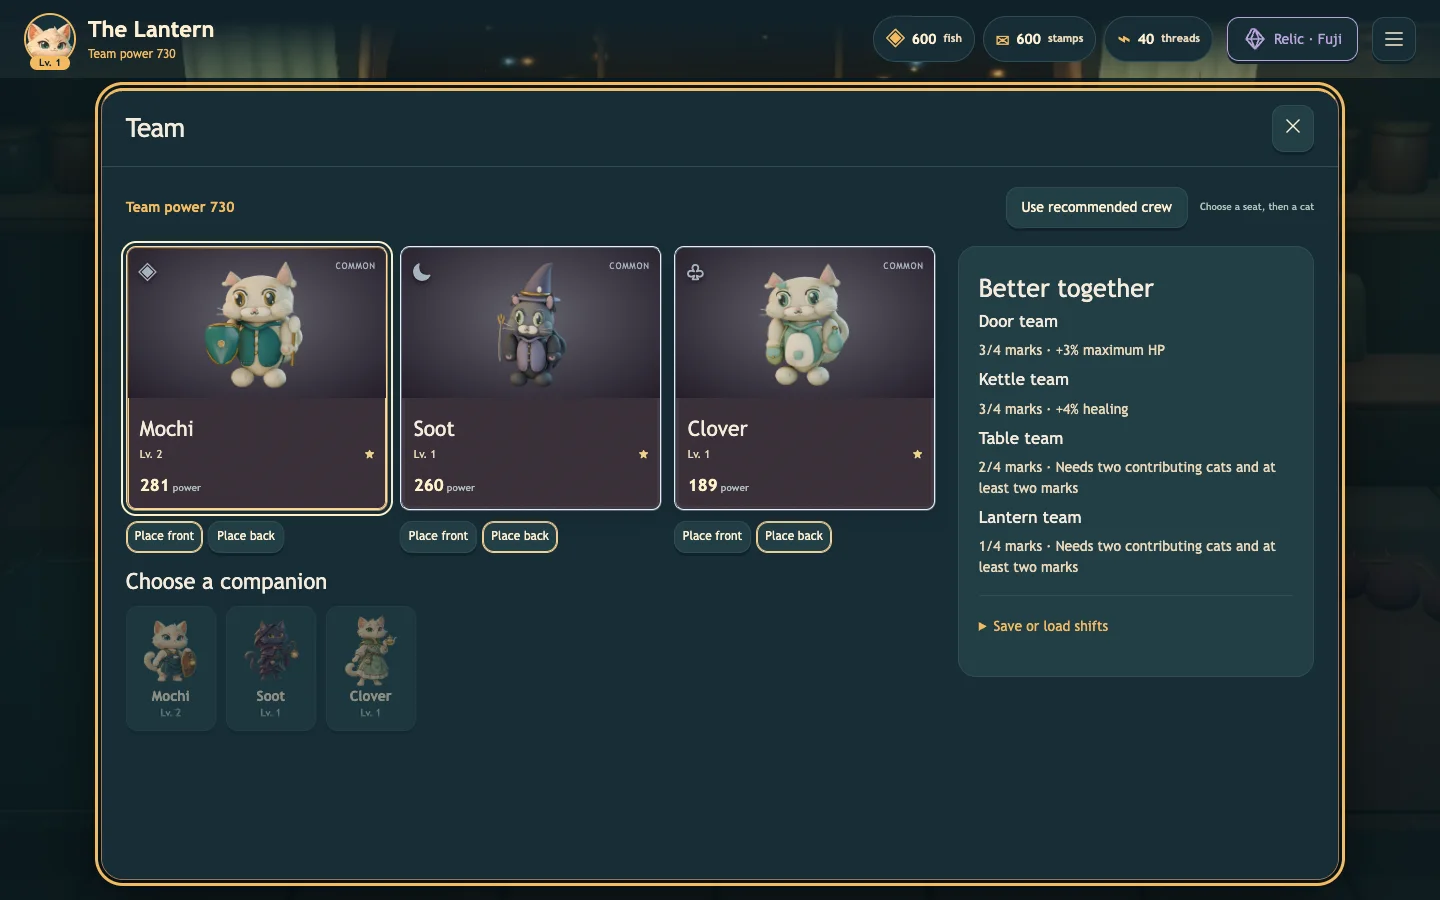 The Lantern
Team power 730
Lv. 1
600 fish
600 stamps
40 threads
Relic · Fuji
Team
Team power 730
Use recommended crew
Choose a seat, then a cat
COMMON
Mochi
Lv. 2
281 power
Place front
Place back
COMMON
Soot
Lv. 1
260 power
Place front
Place back
COMMON
Clover
Lv. 1
189 power
Place front
Place back
Choose a companion
Mochi
Lv. 2
Soot
Lv. 1
Clover
Lv. 1
Better together
Door team
3/4 marks · +3% maximum HP
Kettle team
3/4 marks · +4% healing
Table team
2/4 marks · Needs two contributing cats and at
least two marks
Lantern team
1/4 marks · Needs two contributing cats and at
least two marks
Save or load shifts